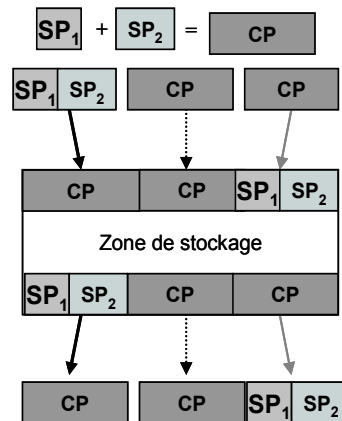 SP₁ + SP₂ = CP
SP₁ SP₂ CP CP
CP CP SP₁ SP₂
Zone de stockage
SP₁ SP₂ CP CP
CP CP SP₁ SP₂